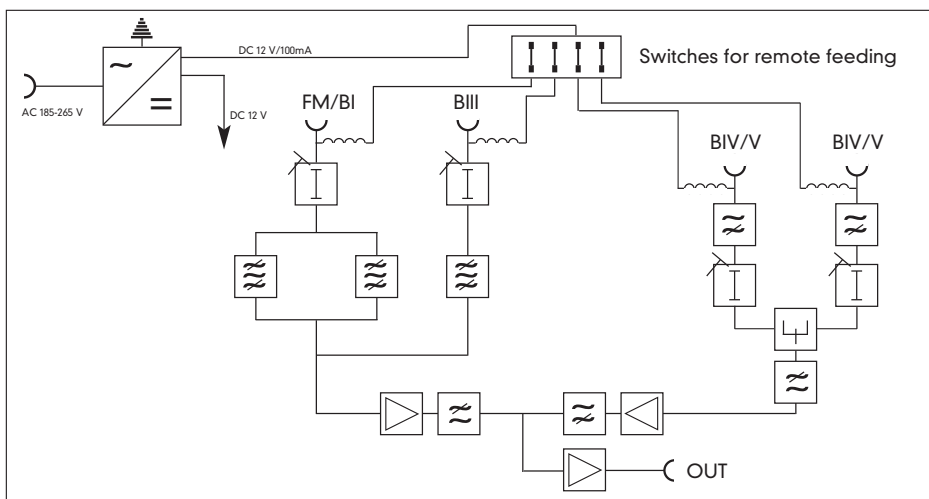 DC 12 V/100mA
Switches for remote feeding
AC 185-265 V
DC 12 V
FM/BI
BIII
BIV/V
BIV/V
OUT